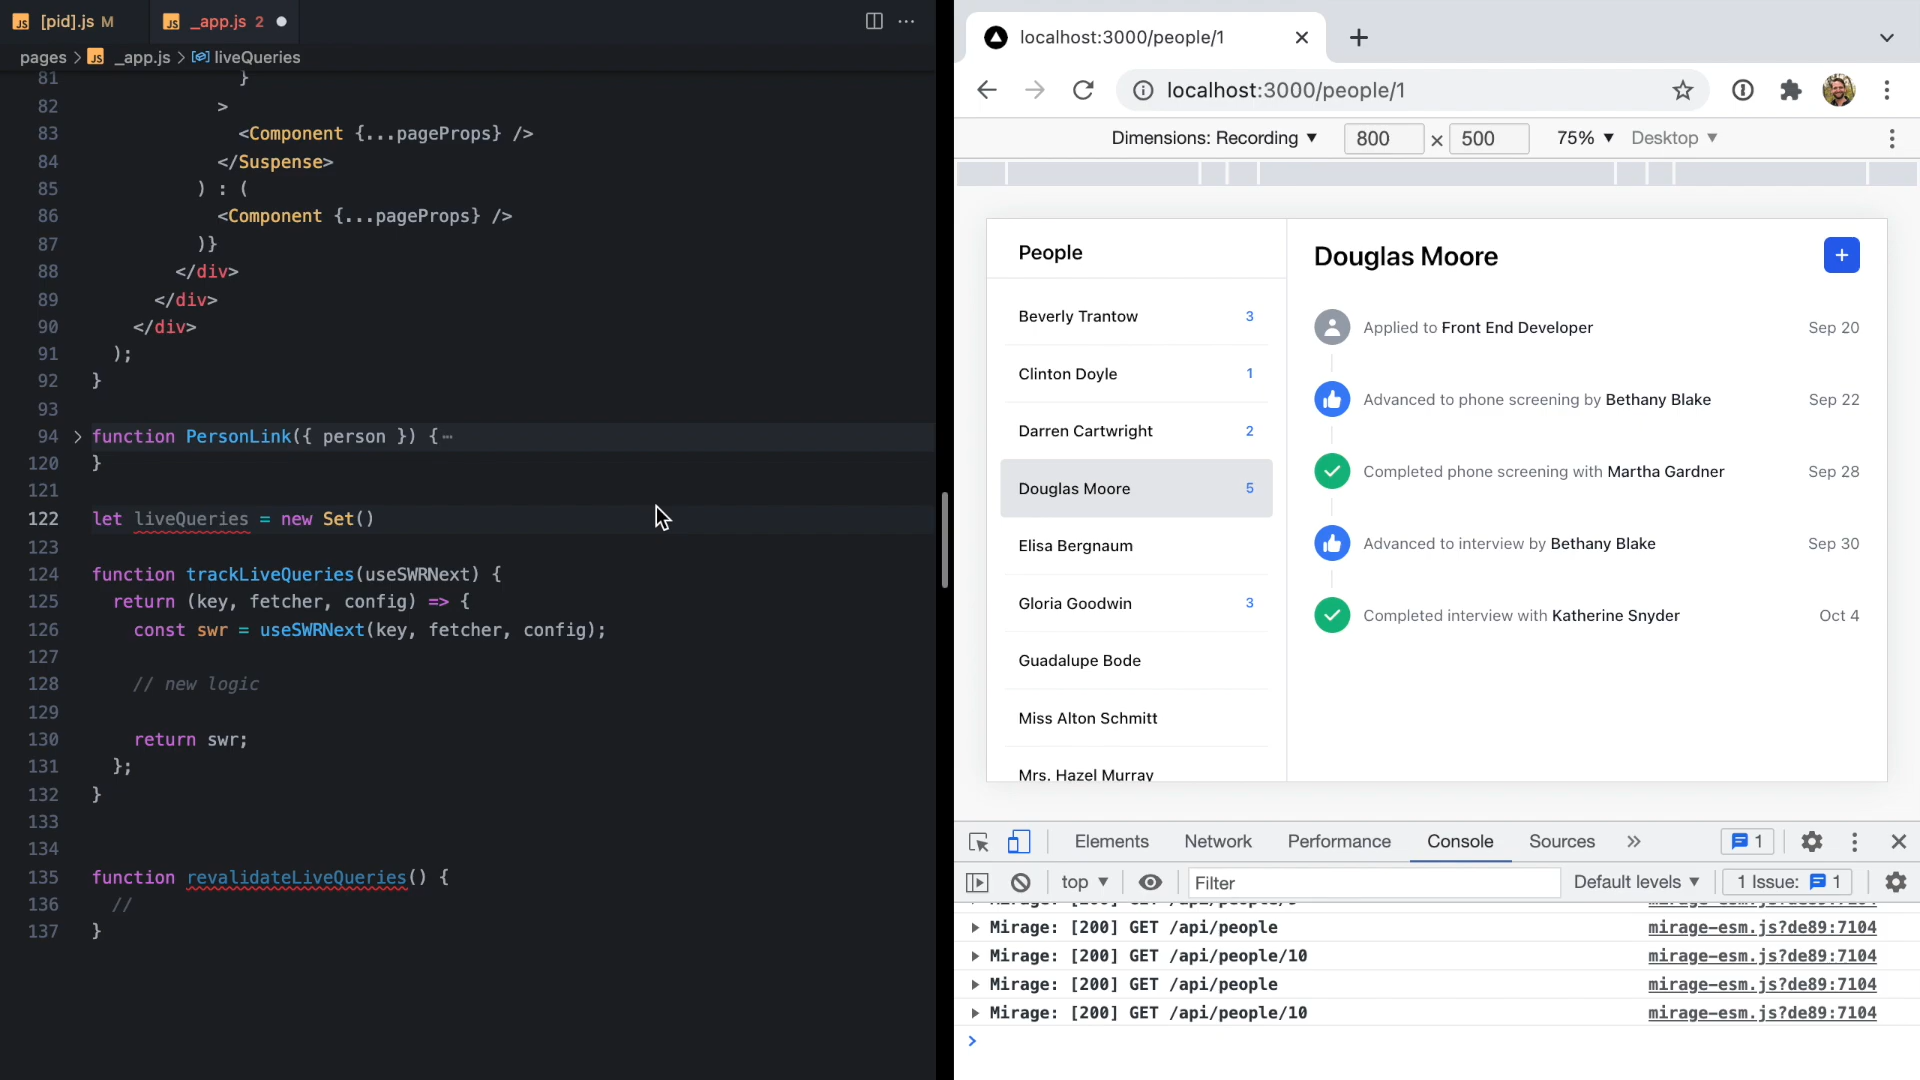 [pid].js M
_app.js 2
pages > _app.js > liveQueries
81 }
82 >
83 <Component {...pageProps} />
84 </Suspense>
85 ) : (
86 <Component {...pageProps} />
87 )}
88 </div>
89 </div>
90 </div>
91 );
92 }
93
94 function PersonLink({ person }) {
120 }
121
122 let liveQueries = new Set()
123
124 function trackLiveQueries(useSWRNext) {
125 return (key, fetcher, config) => {
126 const swr = useSWRNext(key, fetcher, config);
127
128 // new logic
129
130 return swr;
131 };
132 }
133
134
135 function revalidateLiveQueries() {
136 //
137 }
localhost:3000/people/1
localhost:3000/people/1
Dimensions: Recording ▼ 800 × 500 75% ▼ Desktop ▼
People
Beverly Trantow 3
Clinton Doyle 1
Darren Cartwright 2
Douglas Moore 5
Elisa Bergnaum
Gloria Goodwin 3
Guadalupe Bode
Miss Alton Schmitt
Mrs. Hazel Murray
Douglas Moore +
Applied to Front End Developer Sep 20
Advanced to phone screening by Bethany Blake Sep 22
Completed phone screening with Martha Gardner Sep 28
Advanced to interview by Bethany Blake Sep 30
Completed interview with Katherine Snyder Oct 4
Elements Network Performance Console Sources » 1
top ▼ Filter Default levels ▼ 1 Issue: 1
Mirage: [200] GET /api/people mirage-esm.js?de89:7104
Mirage: [200] GET /api/people/10 mirage-esm.js?de89:7104
Mirage: [200] GET /api/people mirage-esm.js?de89:7104
Mirage: [200] GET /api/people/10 mirage-esm.js?de89:7104